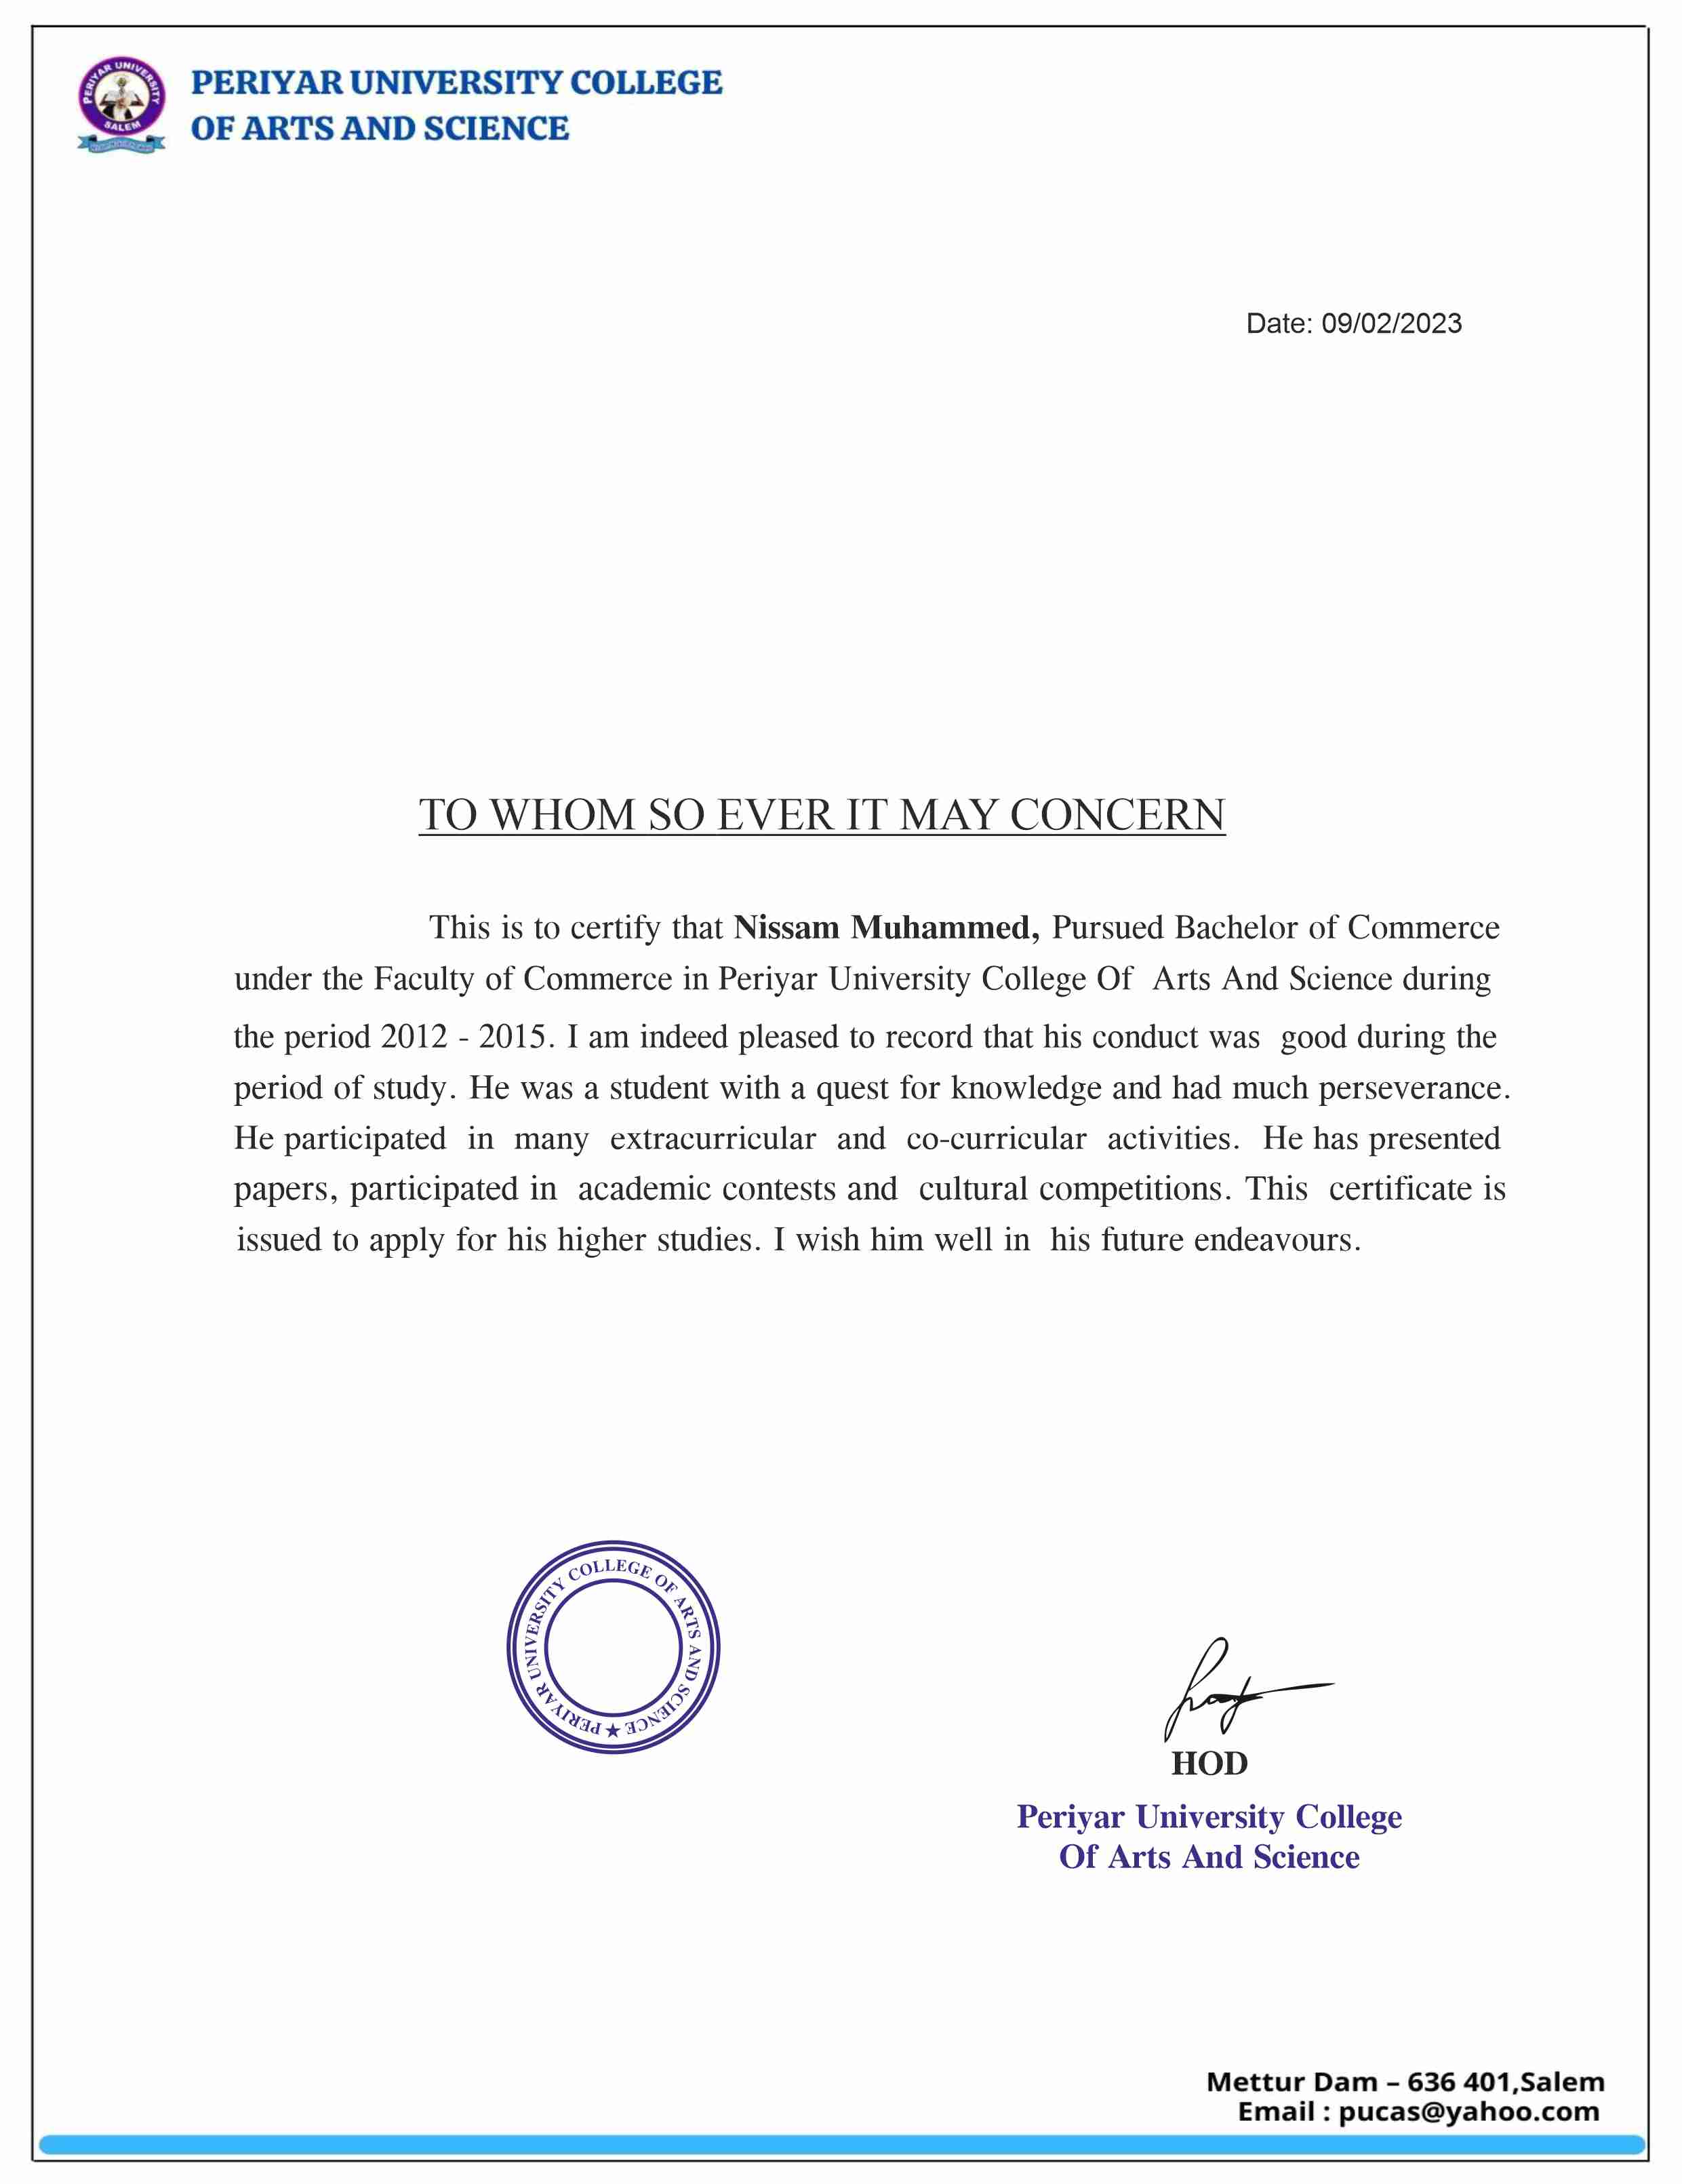 PERIYAR UNIVERSITY
SALEM
PERIYAR UNIVERSITY COLLEGE
OF ARTS AND SCIENCE
Date: 09/02/2023
TO WHOM SO EVER IT MAY CONCERN
This is to certify that Nissam Muhammed, Pursued Bachelor of Commerce
under the Faculty of Commerce in Periyar University College Of Arts And Science during
the period 2012 - 2015. I am indeed pleased to record that his conduct was good during the
period of study. He was a student with a quest for knowledge and had much perseverance.
He participated in many extracurricular and co-curricular activities. He has presented
papers, participated in academic contests and cultural competitions. This certificate is
issued to apply for his higher studies. I wish him well in his future endeavours.
PERIYAR UNIVERSITY COLLEGE OF ARTS AND SCIENCE ★
HOD
Periyar University College
Of Arts And Science
Mettur Dam – 636 401,Salem
Email : pucas@yahoo.com